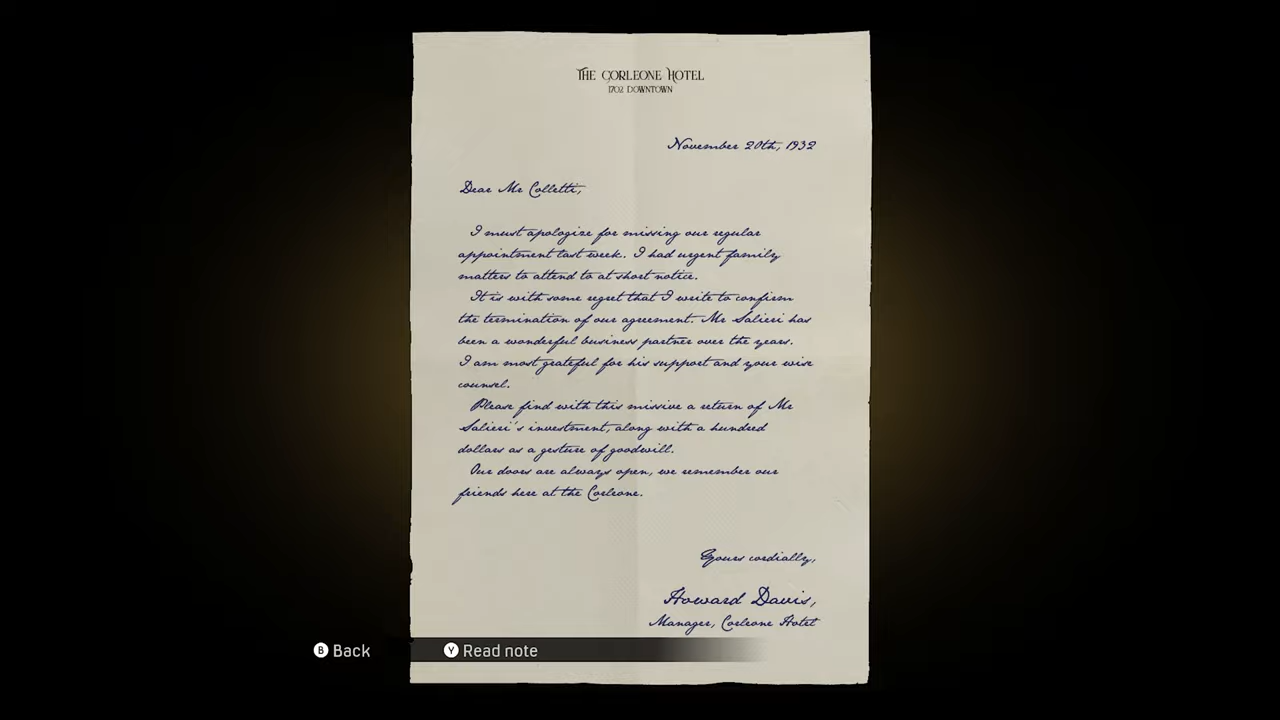 THE CORLEONE HOTEL
1702 DOWNTOWN
November 20th, 1932
Dear Mr Colletti,
I must apologize for missing our regular
appointment last week. I had urgent family
matters to attend to at short notice.
It is with some regret that I write to confirm
the termination of our agreement. Mr Salieri has
been a wonderful business partner over the years.
I am most grateful for his support and your wise
counsel.
Please find with this missive a return of Mr
Salieri's investment, along with a hundred
dollars as a gesture of goodwill.
Our doors are always open, we remember our
friends here at the Corleone.
Yours cordially,
Howard Davis,
Manager, Corleone Hotel
B Back
Y Read note